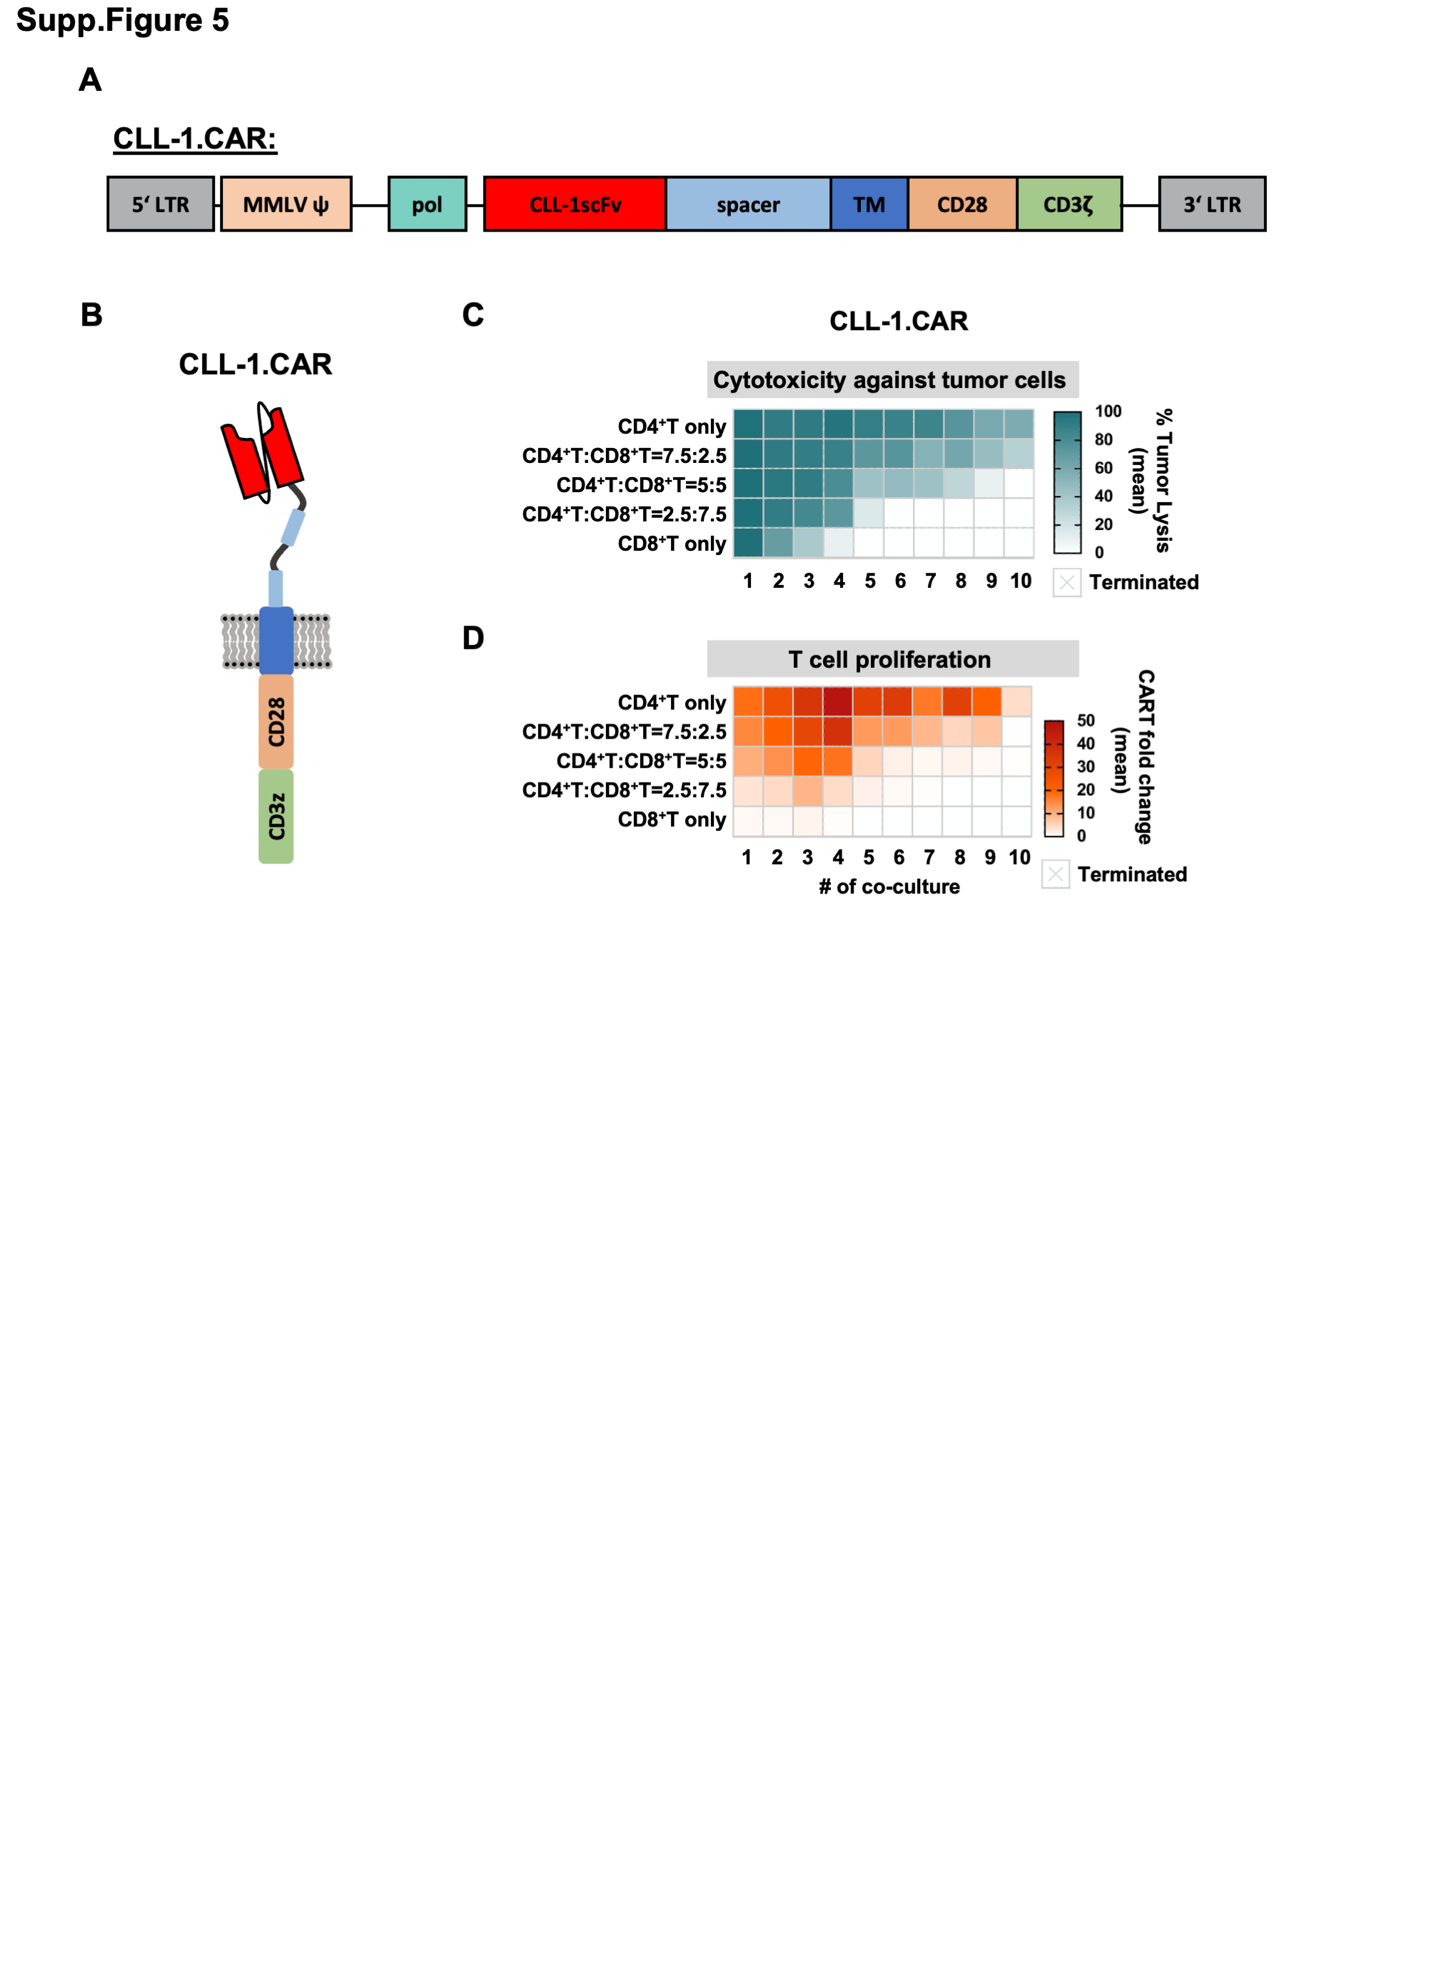 Supp.Figure 5
A
CLL-1.CAR:
5‘ LTR
MMLV ψ
pol
CLL-1scFv
spacer
TM
CD28
CD3ζ
3‘ LTR
B
CLL-1.CAR
CD28
CD3z
C
CLL-1.CAR
Cytotoxicity against tumor cells
CD4⁺T only
CD4⁺T:CD8⁺T=7.5:2.5
CD4⁺T:CD8⁺T=5:5
CD4⁺T:CD8⁺T=2.5:7.5
CD8⁺T only
1 2 3 4 5 6 7 8 9 10
100
80
60
40
20
0
% Tumor Lysis
(mean)
Terminated
D
T cell proliferation
CD4⁺T only
CD4⁺T:CD8⁺T=7.5:2.5
CD4⁺T:CD8⁺T=5:5
CD4⁺T:CD8⁺T=2.5:7.5
CD8⁺T only
1 2 3 4 5 6 7 8 9 10
# of co-culture
50
40
30
20
10
0
CART fold change
(mean)
Terminated